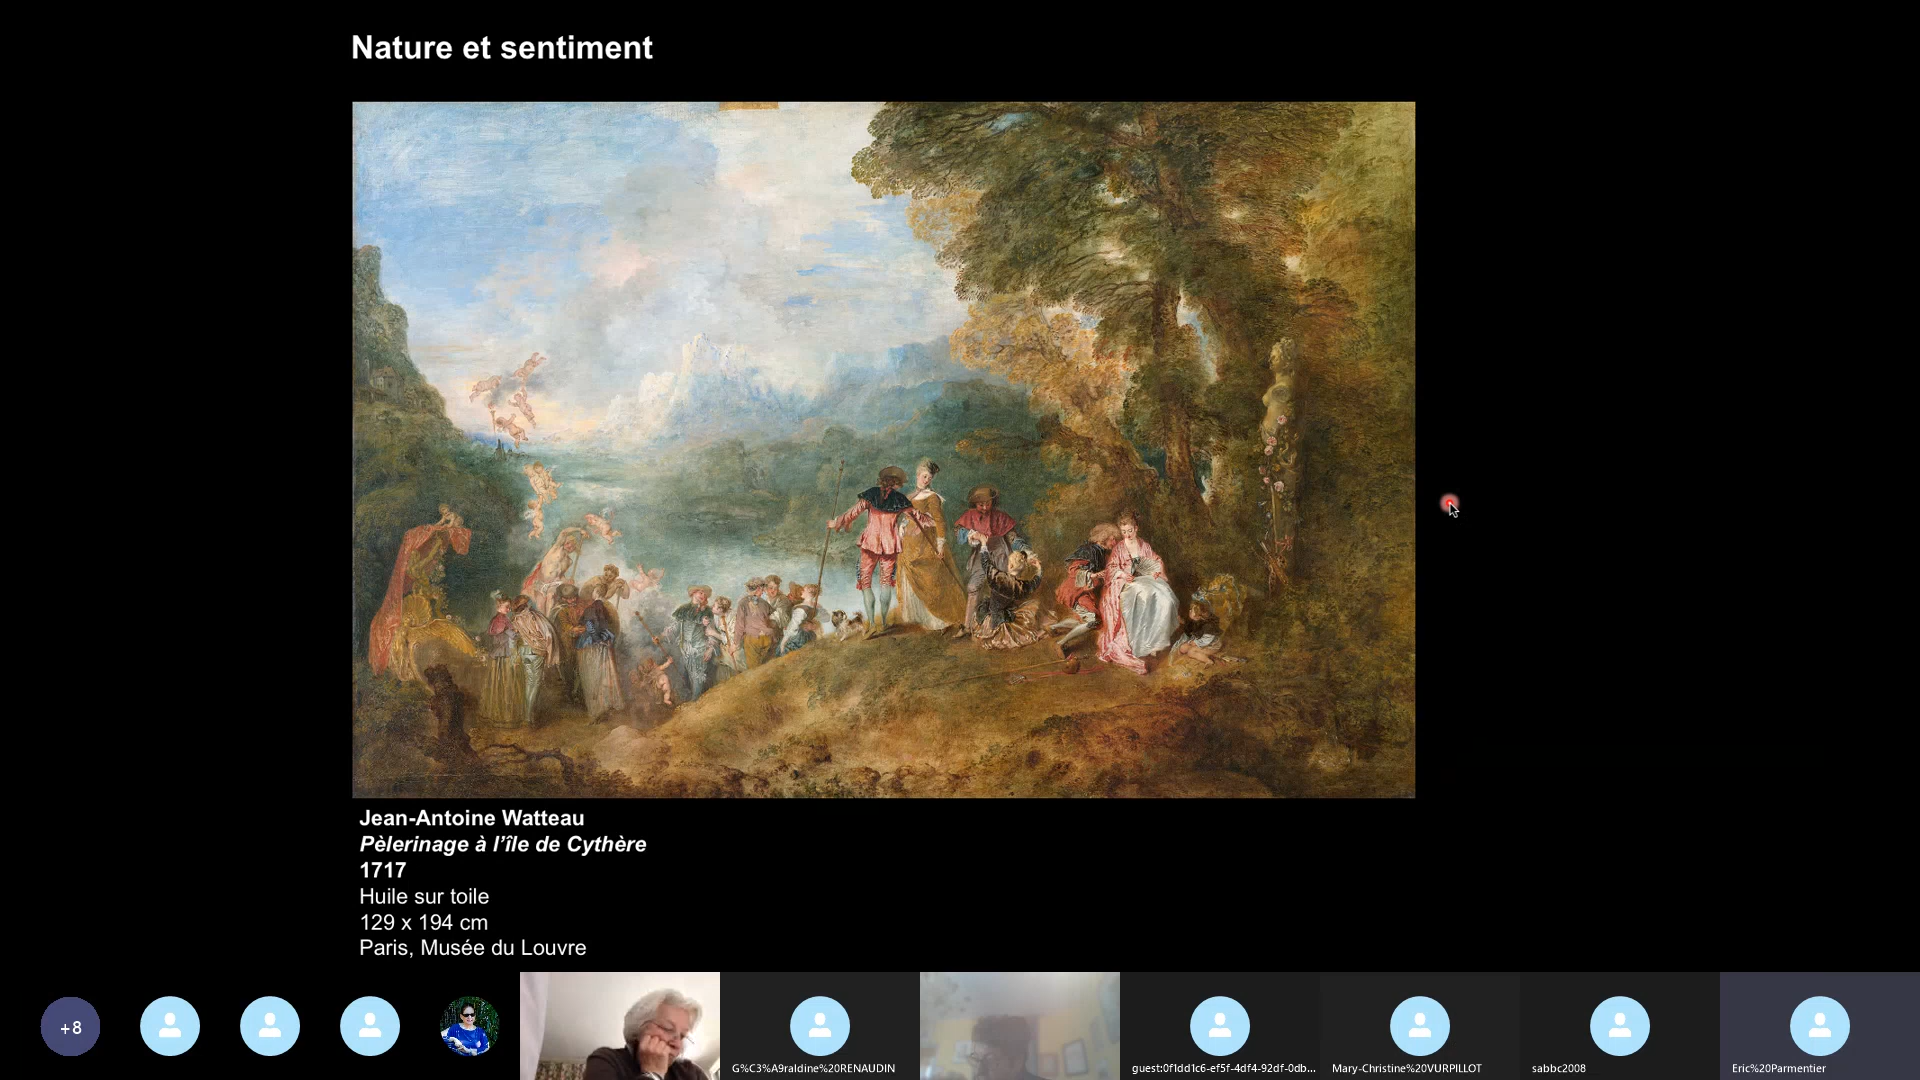 Nature et sentiment
Jean-Antoine Watteau
Pèlerinage à l'île de Cythère
1717
Huile sur toile
129 x 194 cm
Paris, Musée du Louvre
+8
G%C3%A9raldine%20RENAUDIN
guest:0f1dd1c6-ef5f-4df4-92df-0db...
Mary-Christine%20VURPILLOT
sabbc2008
Eric%20Parmentier